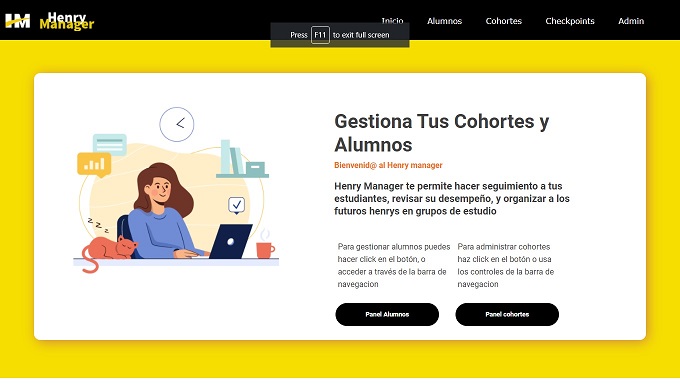 HM Henry Manager
Inicio Alumnos Cohortes Checkpoints Admin
Press F11 to exit full screen
Gestiona Tus Cohortes y
Alumnos
Bienvenid@ al Henry manager
Henry Manager te permite hacer seguimiento a tus
estudiantes, revisar su desempeño, y organizar a los
futuros henrys en grupos de estudio
Para gestionar alumnos puedes
hacer click en el botón, o
acceder a través de la barra de
navegacion
Para administrar cohortes
haz click en el botón o usa
los controles de la barra de
navegacion
Panel Alumnos
Panel cohortes
z z z